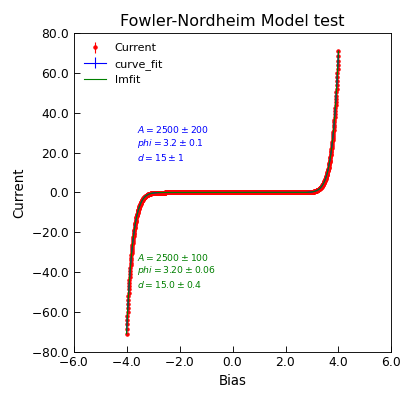 Fowler-Nordheim Model test
80.0
Current
curve_fit
lmfit
60.0
40.0
A = 2500 ± 200
phi = 3.2 ± 0.1
d = 15 ± 1
20.0
0.0
Current
−20.0
A = 2500 ± 100
phi = 3.20 ± 0.06
d = 15.0 ± 0.4
−40.0
−60.0
−80.0
−6.0 −4.0 −2.0 0.0 2.0 4.0 6.0
Bias